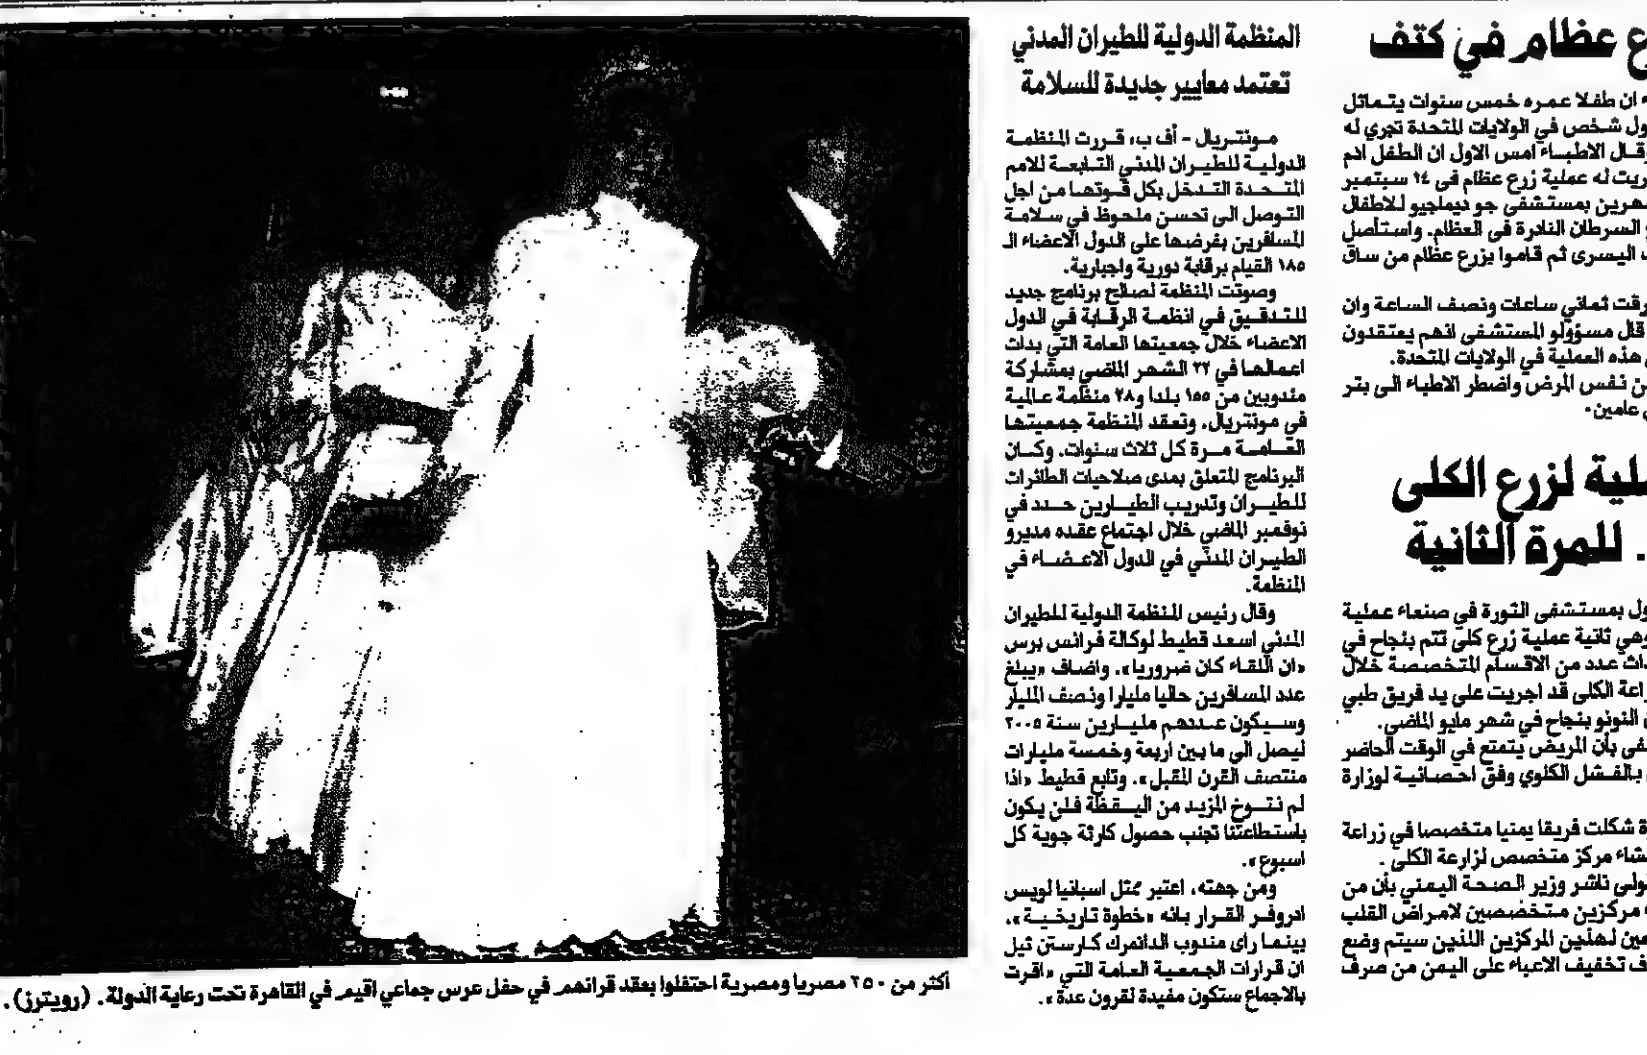 ع عظام في كتف
ان طفلا عمره خمس سنوات يتماثل
ول شخص في الولايات المتحدة تجري له
وقال الاطباء امس الاول ان الطفل ادم
ريت له عملية زرع عظام في ١٤ سبتمبر
هرين بمستشفى جو ديماجيو للاطفال
السرطان النادرة في العظام. واستأصل
اليسرى ثم قاموا بزرع عظام من ساق
رقت ثماني ساعات ونصف الساعة وان
قال مسؤولو المستشفى انهم يعتقدون
هذه العملية في الولايات المتحدة.
ن نفس المرض واضطر الاطباء الى بتر
عامين.
ملية لزرع الكلى
. للمرة الثانية
ول بمستشفى الثورة في صنعاء عملية
وهي ثانية عملية زرع كلى تتم بنجاح في
داث عدد من الاقسام المتخصصة خلال
راعة الكلى قد اجريت على يد فريق طبي
النونو بنجاح في شهر مايو الماضي.
فى بأن المريض يتمتع في الوقت الحاضر
بالفشل الكلوي وفق احصائية لوزارة
ة شكلت فريقا يمنيا متخصصا في زراعة
شاء مركز متخصص لزارعة الكلى .
ولى ناشر وزير الصحة اليمني بأن من
مركزين متخصصين لامراض القلب
مين لهذين المركزين اللذين سيتم وضع
ف تخفيف الاعباء على اليمن من صرف
المنظمة الدولية للطيران المدني
تعتمد معايير جديدة للسلامة
مونتريال - أف ب، قررت المنظمة
الدولية للطيران المدني التابعة للامم
المتحدة التدخل بكل قوتها من اجل
التوصل الى تحسن ملحوظ في سلامة
المسافرين بفرضها على الدول الاعضاء الـ
١٨٥ القيام برقابة دورية واجبارية.
وصوتت المنظمة لصالح برنامج جديد
للتدقيق في انظمة الرقابة في الدول
الاعضاء خلال جمعيتها العامة التي بدات
اعمالها في ٢٢ الشهر الماضي بمشاركة
مندوبين من ١٥٥ بلدا و٢٨ منظمة عالمية
في مونتريال. وتعقد المنظمة جمعيتها
العامة مرة كل ثلاث سنوات. وكان
البرنامج المتعلق بمدى صلاحيات الطائرات
للطيران وتدريب الطيارين حدد في
نوفمبر الماضي خلال اجتماع عقده مديرو
الطيران المدني في الدول الاعضاء في
المنظمة.
وقال رئيس المنظمة الدولية للطيران
المدني اسعد قطيط لوكالة فرانس برس
«ان اللقاء كان ضروريا». واضاف «يبلغ
عدد المسافرين حاليا مليارا ونصف المليار
وسيكون عددهم مليارين سنة ٢٠٠٥
ليصل الى ما بين اربعة وخمسة مليارات
منتصف القرن المقبل». وتابع قطيط «اذا
لم نتوخ المزيد من اليقظة فلن يكون
باستطاعتنا تجنب حصول كارثة جوية كل
اسبوع».
ومن جهته، اعتبر ممثل اسبانيا لويس
ادروفر القرار بانه «خطوة تاريخية»،
بينما راى مندوب الدانمرك كارستن تيل
ان قرارات الجمعية العامة التي «اقرت
بالاجماع ستكون مفيدة لقرون عدة».
أكثر من ٢٥٠ مصريا ومصرية احتفلوا بعقد قرانهم في حفل عرس جماعي اقيم في القاهرة تحت رعاية الدولة. (رويترز).